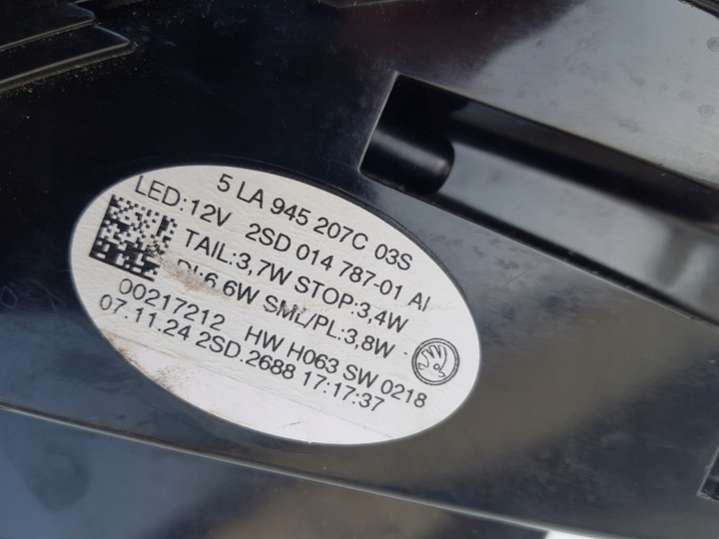 5 LA 945 207C 03S
LED:12V 2SD 014 787-01 AI
TAIL:3,7W STOP:3,4W
DI:6,6W SML/PL:3,8W -
00217212 HW H063 SW 0218
07.11.24 2SD.2688 17:17:37